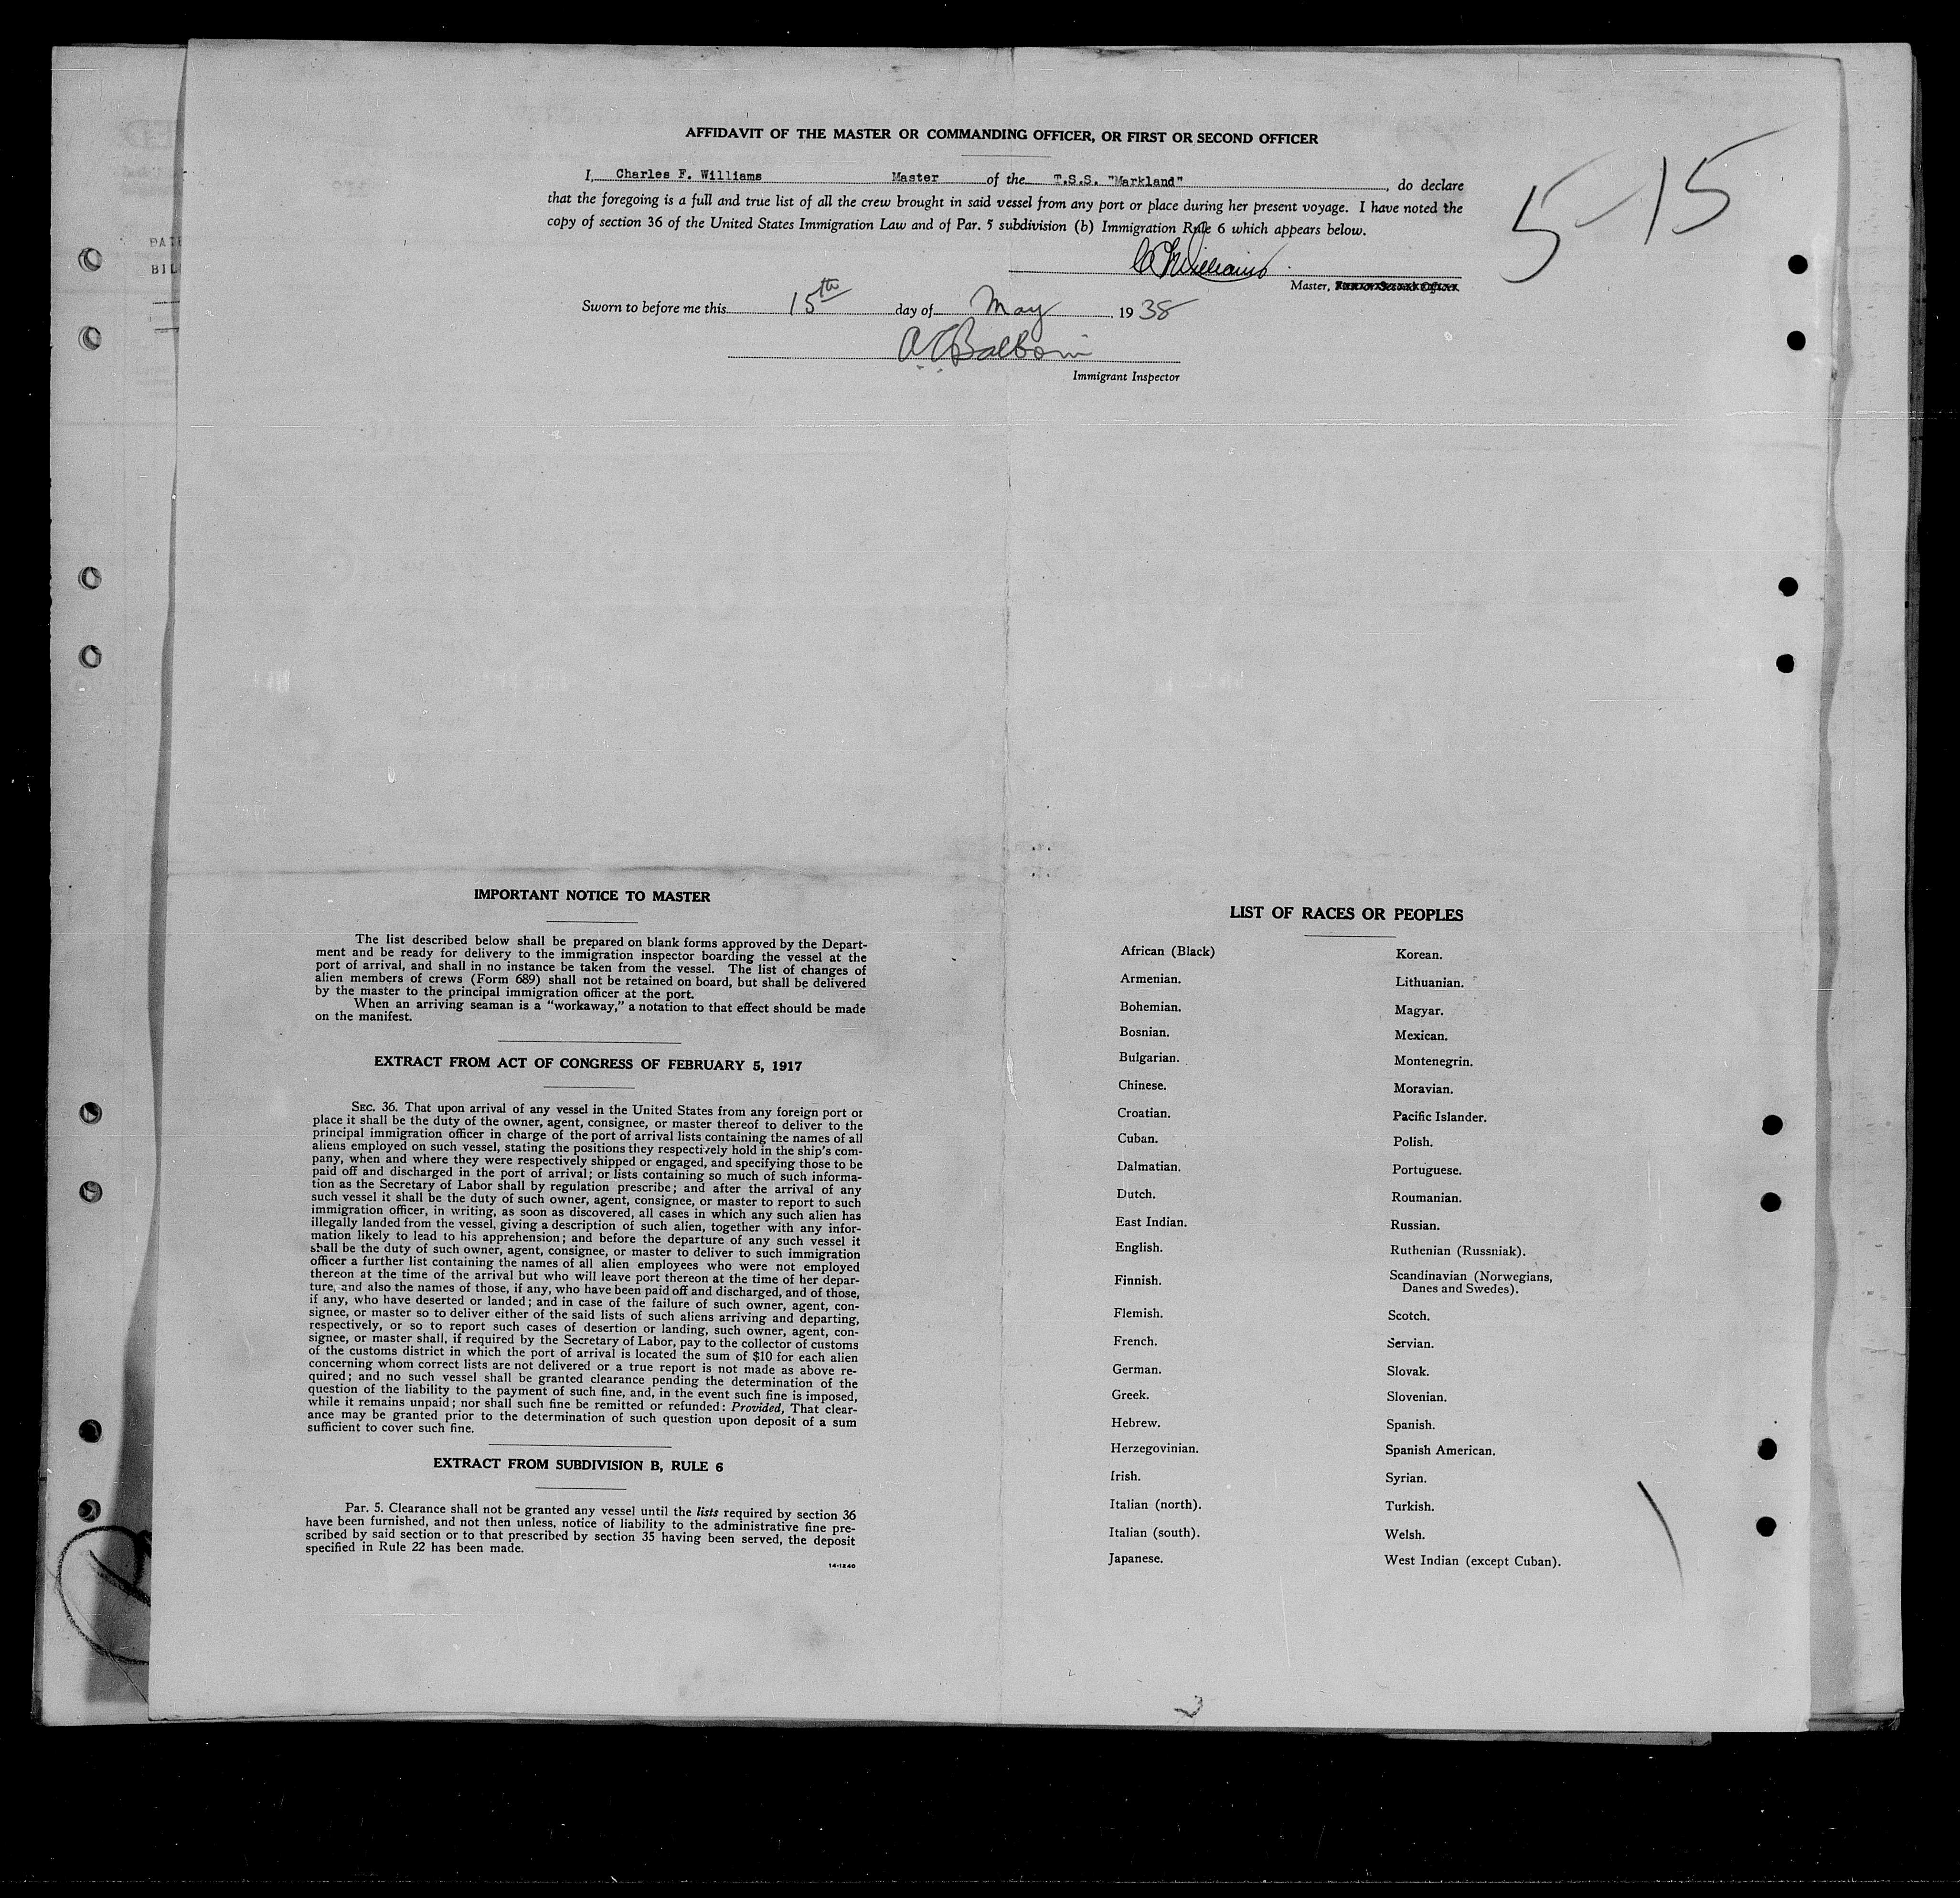 AFFIDAVIT OF THE MASTER OR COMMANDING OFFICER, OR FIRST OR SECOND OFFICER
I, Charles F. Williams Master of the T.S.S. "Markland", do declare
that the foregoing is a full and true list of all the crew brought in said vessel from any port or place during her present voyage. I have noted the
copy of section 36 of the United States Immigration Law and of Par. 5 subdivision (b) Immigration Rule 6 which appears below.
5-15
C F Williams
Master, First or Second Officer.
Sworn to before me this 15th day of May, 1938
Immigrant Inspector
DATE
BIL
IMPORTANT NOTICE TO MASTER
The list described below shall be prepared on blank forms approved by the Depart-
ment and be ready for delivery to the immigration inspector boarding the vessel at the
port of arrival, and shall in no instance be taken from the vessel. The list of changes of
alien members of crews (Form 689) shall not be retained on board, but shall be delivered
by the master to the principal immigration officer at the port.
When an arriving seaman is a "workaway," a notation to that effect should be made
on the manifest.
EXTRACT FROM ACT OF CONGRESS OF FEBRUARY 5, 1917
SEC. 36. That upon arrival of any vessel in the United States from any foreign port or
place it shall be the duty of the owner, agent, consignee, or master thereof to deliver to the
principal immigration officer in charge of the port of arrival lists containing the names of all
aliens employed on such vessel, stating the positions they respectively hold in the ship's com-
pany, when and where they were respectively shipped or engaged, and specifying those to be
paid off and discharged in the port of arrival; or lists containing so much of such informa-
tion as the Secretary of Labor shall by regulation prescribe; and after the arrival of any
such vessel it shall be the duty of such owner, agent, consignee, or master to report to such
immigration officer, in writing, as soon as discovered, all cases in which any such alien has
illegally landed from the vessel, giving a description of such alien, together with any infor-
mation likely to lead to his apprehension; and before the departure of any such vessel it
shall be the duty of such owner, agent, consignee, or master to deliver to such immigration
officer a further list containing the names of all alien employees who were not employed
thereon at the time of the arrival but who will leave port thereon at the time of her depar-
ture, and also the names of those, if any, who have been paid off and discharged, and of those,
if any, who have deserted or landed; and in case of the failure of such owner, agent, con-
signee, or master so to deliver either of the said lists of such aliens arriving and departing,
respectively, or so to report such cases of desertion or landing, such owner, agent, con-
signee, or master shall, if required by the Secretary of Labor, pay to the collector of customs
of the customs district in which the port of arrival is located the sum of $10 for each alien
concerning whom correct lists are not delivered or a true report is not made as above re-
quired; and no such vessel shall be granted clearance pending the determination of the
question of the liability to the payment of such fine, and, in the event such fine is imposed,
while it remains unpaid; nor shall such fine be remitted or refunded: Provided, That clear-
ance may be granted prior to the determination of such question upon deposit of a sum
sufficient to cover such fine.
EXTRACT FROM SUBDIVISION B, RULE 6
Par. 5. Clearance shall not be granted any vessel until the lists required by section 36
have been furnished, and not then unless, notice of liability to the administrative fine pre-
scribed by said section or to that prescribed by section 35 having been served, the deposit
specified in Rule 22 has been made.
14-1240
LIST OF RACES OR PEOPLES
African (Black)
Armenian.
Bohemian.
Bosnian.
Bulgarian.
Chinese.
Croatian.
Cuban.
Dalmatian.
Dutch.
East Indian.
English.
Finnish.
Flemish.
French.
German.
Greek.
Hebrew.
Herzegovinian.
Irish.
Italian (north).
Italian (south).
Japanese.
Korean.
Lithuanian.
Magyar.
Mexican.
Montenegrin.
Moravian.
Pacific Islander.
Polish.
Portuguese.
Roumanian.
Russian.
Ruthenian (Russniak).
Scandinavian (Norwegians,
Danes and Swedes).
Scotch.
Servian.
Slovak.
Slovenian.
Spanish.
Spanish American.
Syrian.
Turkish.
Welsh.
West Indian (except Cuban).